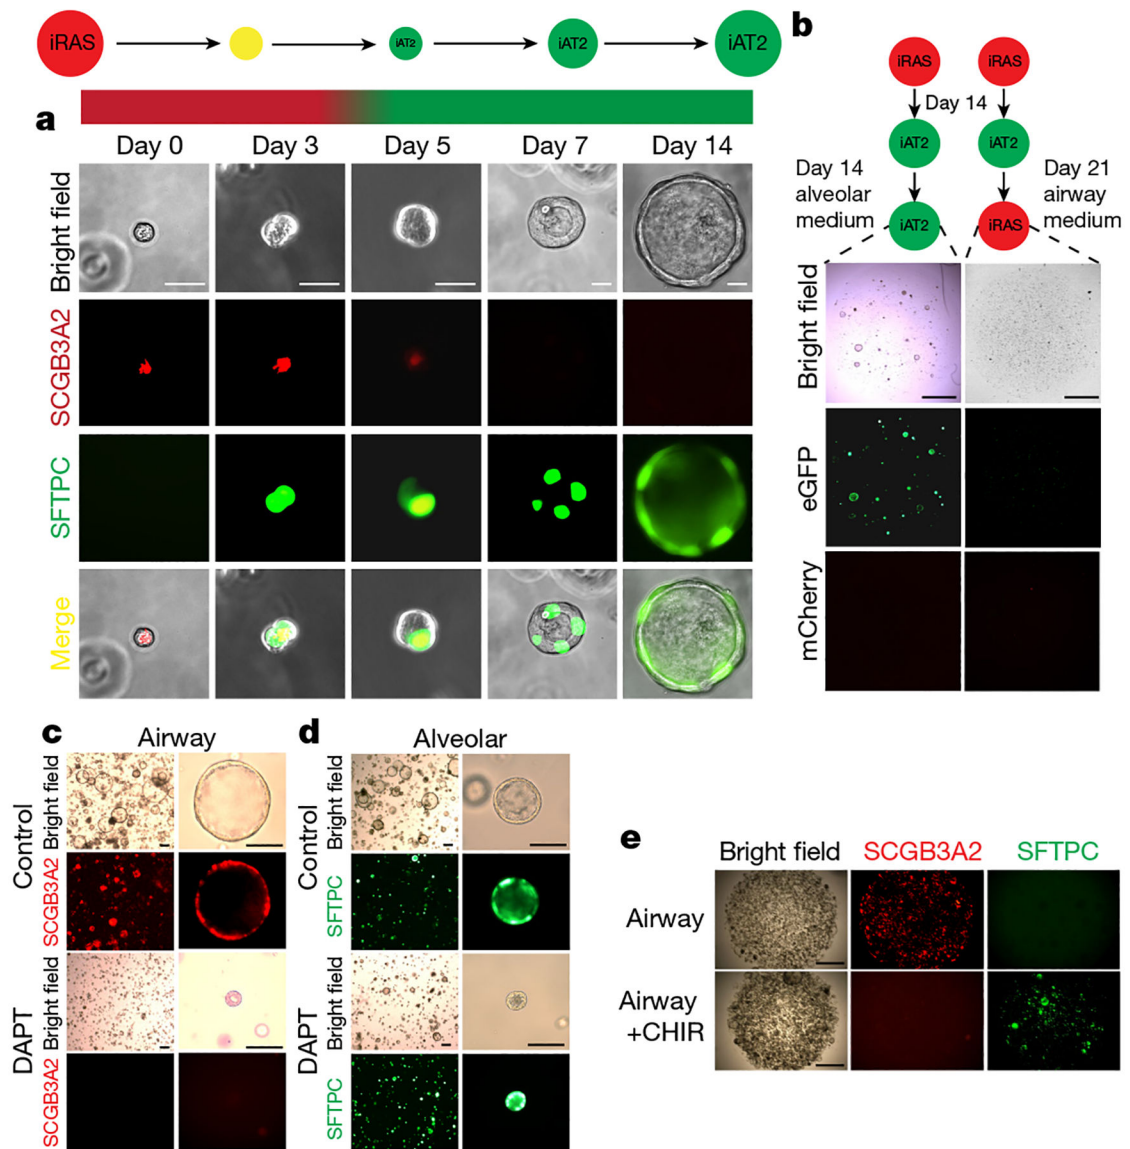 iRAS
iAT2
iAT2
iAT2
a
Day 0
Day 3
Day 5
Day 7
Day 14
Bright field
SCGB3A2
SFTPC
Merge
b
iRAS
iRAS
Day 14
iAT2
iAT2
Day 14
alveolar
medium
Day 21
airway
medium
iAT2
iRAS
Bright field
eGFP
mCherry
c
Airway
Control
Bright field
SCGB3A2
DAPT
Bright field
SCGB3A2
d
Alveolar
Control
Bright field
SFTPC
DAPT
Bright field
SFTPC
e
Bright field
SCGB3A2
SFTPC
Airway
Airway
+CHIR